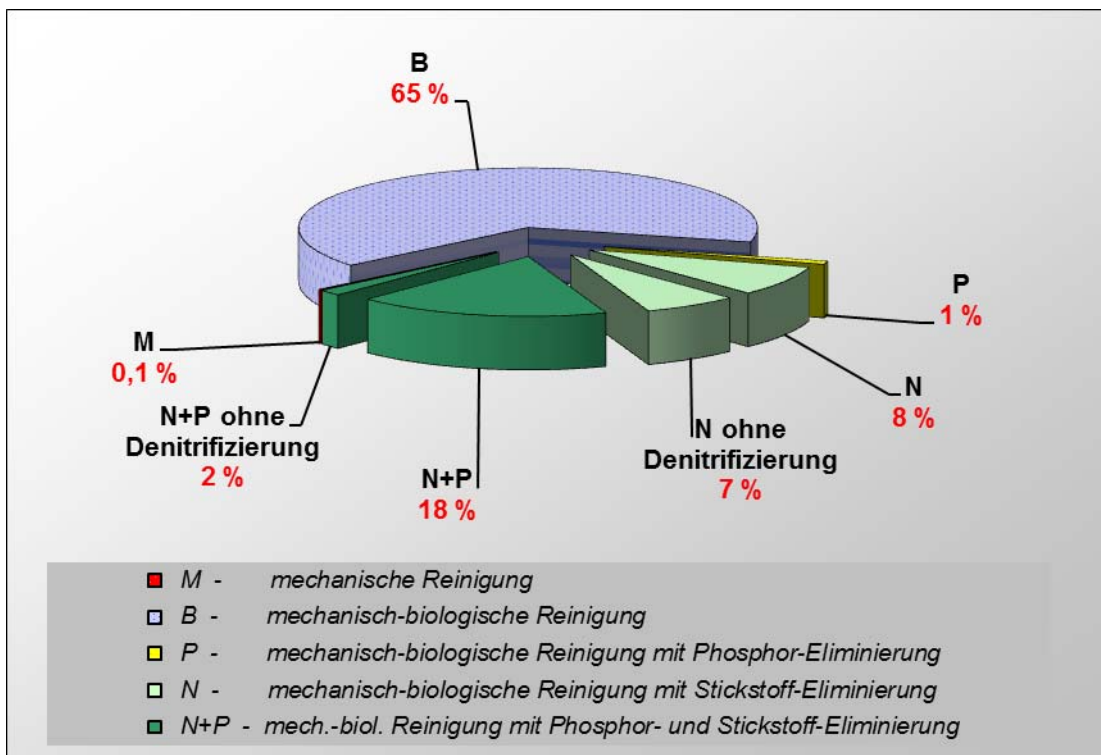 B
65 %
P
1 %
M
0,1 %
N
8 %
N+P ohne
Denitrifizierung
2 %
N ohne
Denitrifizierung
7 %
N+P
18 %
M - mechanische Reinigung
B - mechanisch-biologische Reinigung
P - mechanisch-biologische Reinigung mit Phosphor-Eliminierung
N - mechanisch-biologische Reinigung mit Stickstoff-Eliminierung
N+P - mech.-biol. Reinigung mit Phosphor- und Stickstoff-Eliminierung